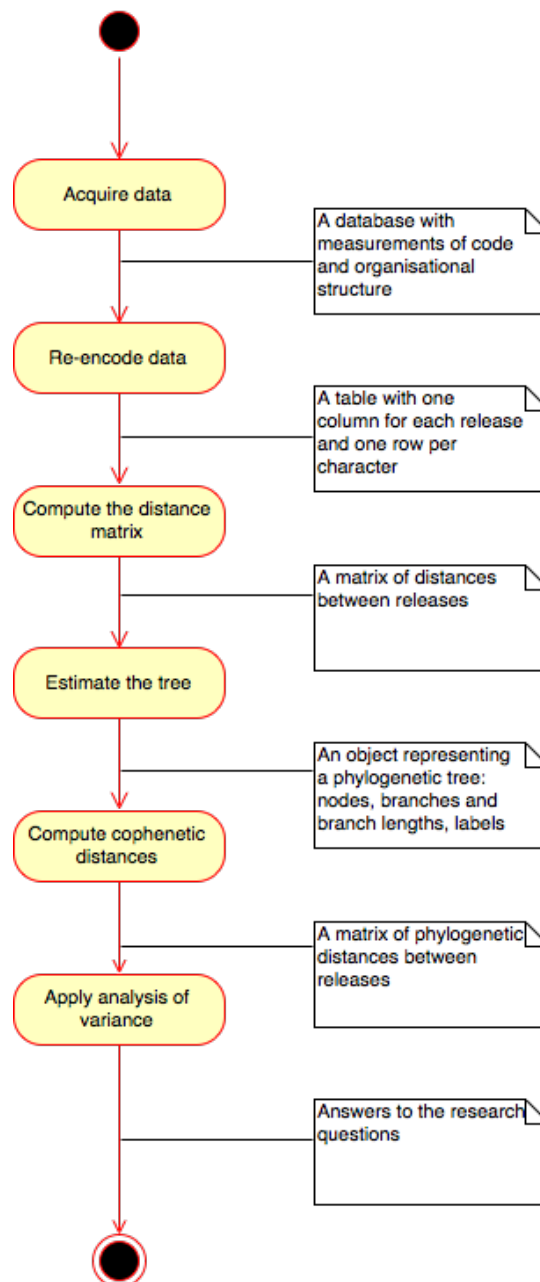 Acquire data
A database with
measurements of code
and organisational
structure
Re-encode data
A table with one
column for each release
and one row per
character
Compute the distance
matrix
A matrix of distances
between releases
Estimate the tree
An object representing
a phylogenetic tree:
nodes, branches and
branch lengths, labels
Compute cophenetic
distances
A matrix of phylogenetic
distances between
releases
Apply analysis of
variance
Answers to the research
questions